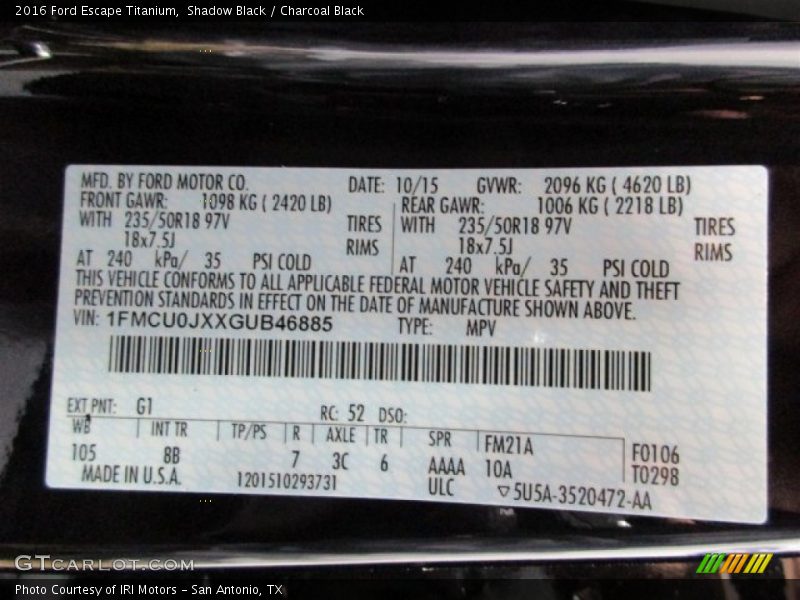 2016 Ford Escape Titanium,  Shadow Black / Charcoal Black
MFD. BY FORD MOTOR CO. DATE: 10/15 GVWR: 2096 KG ( 4620 LB)
FRONT GAWR: 1098 KG ( 2420 LB) REAR GAWR: 1006 KG ( 2218 LB)
WITH 235/50R18 97V TIRES WITH 235/50R18 97V TIRES
18x7.5J RIMS 18x7.5J RIMS
AT 240 kPa/ 35 PSI COLD AT 240 kPa/ 35 PSI COLD
THIS VEHICLE CONFORMS TO ALL APPLICABLE FEDERAL MOTOR VEHICLE SAFETY AND THEFT
PREVENTION STANDARDS IN EFFECT ON THE DATE OF MANUFACTURE SHOWN ABOVE.
VIN: 1FMCU0JXXGUB46885 TYPE: MPV
EXT PNT: G1 RC: 52 DSO:
WB INT TR TP/PS R AXLE TR SPR FM21A F0106
105 8B 7 3C 6 AAAA 10A T0298
MADE IN U.S.A. 1201510293731 ULC ▽5U5A-3520472-AA
GTCARLOT.COM
Photo Courtesy of IRI Motors – San Antonio, TX